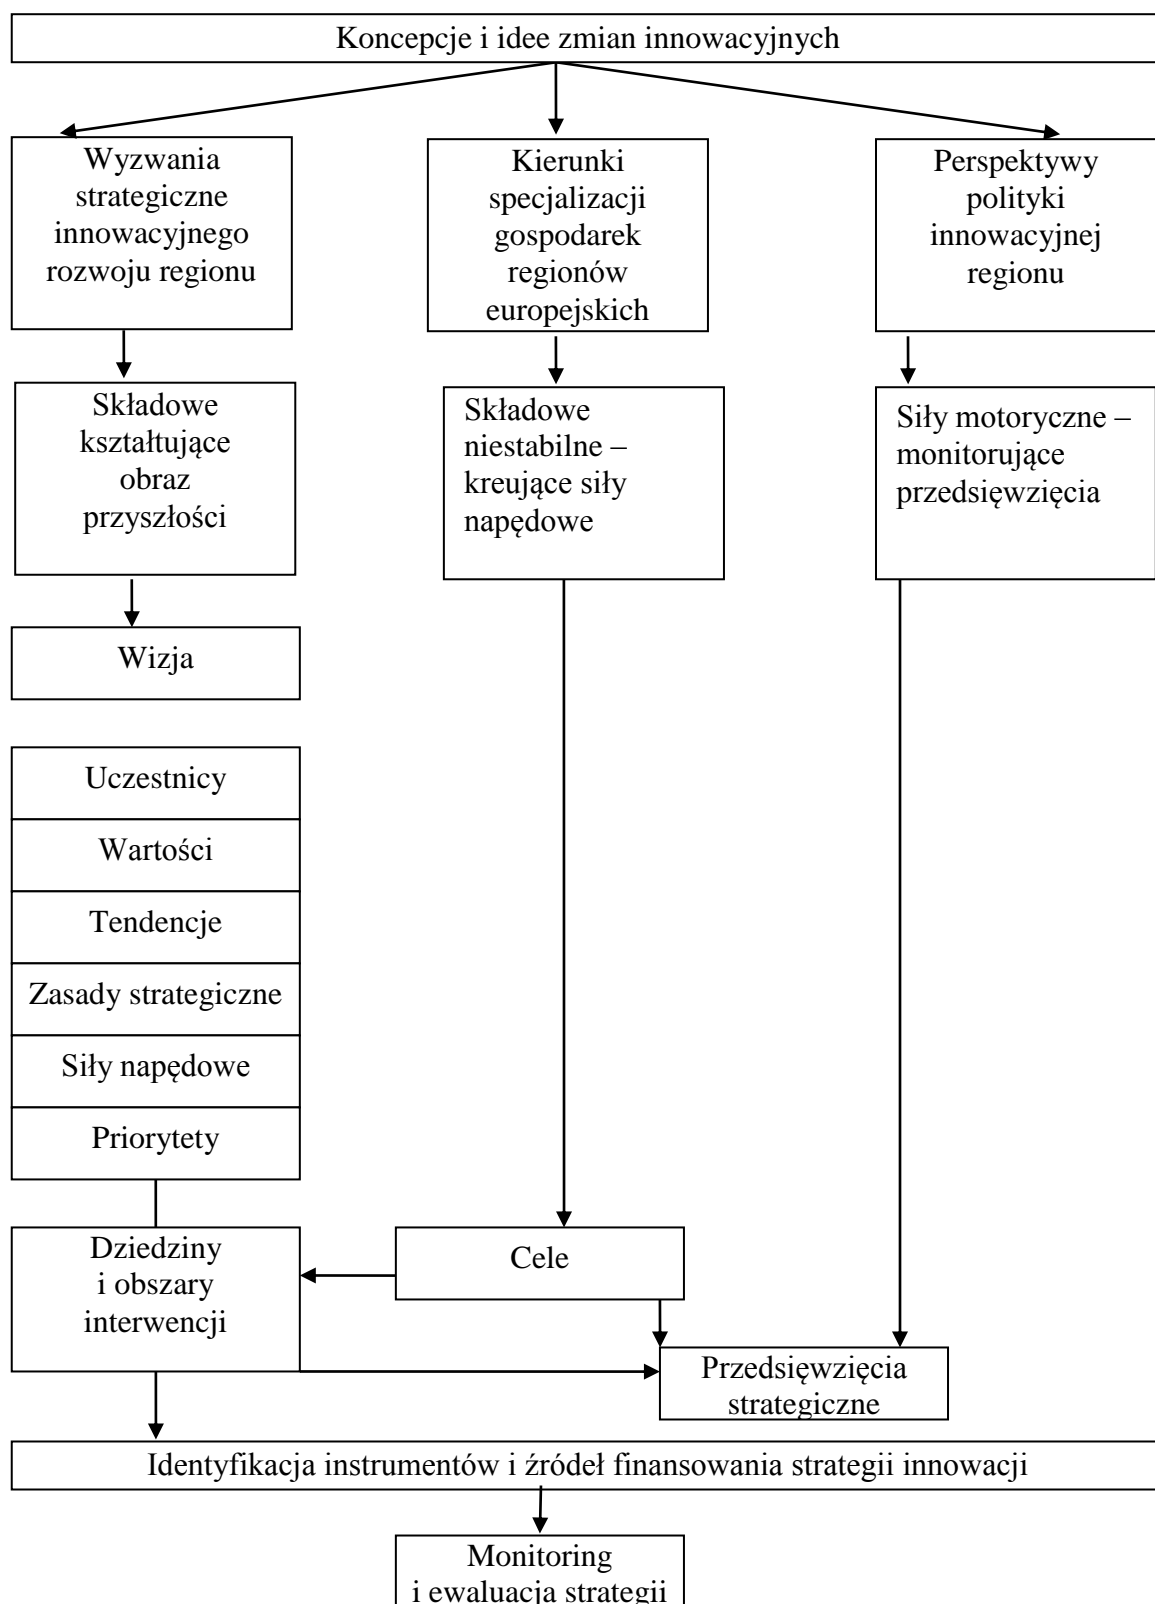 Koncepcje i idee zmian innowacyjnych
Wyzwania
strategiczne
innowacyjnego
rozwoju regionu
Kierunki
specjalizacji
gospodarek
regionów
europejskich
Perspektywy
polityki
innowacyjnej
regionu
Składowe
kształtujące
obraz
przyszłości
Składowe
niestabilne –
kreujące siły
napędowe
Siły motoryczne –
monitorujące
przedsięwzięcia
Wizja
Uczestnicy
Wartości
Tendencje
Zasady strategiczne
Siły napędowe
Priorytety
Dziedziny
i obszary
interwencji
Cele
Przedsięwzięcia
strategiczne
Identyfikacja instrumentów i źródeł finansowania strategii innowacji
Monitoring
i ewaluacja strategii